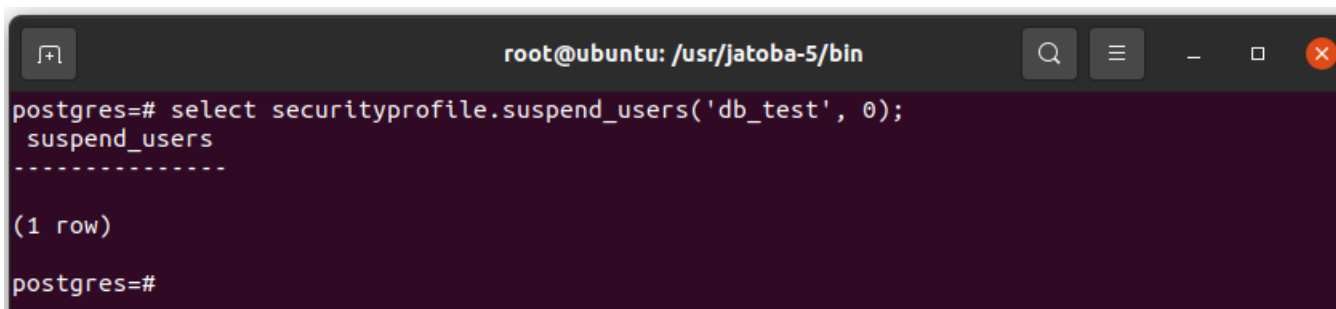 root@ubuntu: /usr/jatoba-5/bin
postgres=# select securityprofile.suspend_users('db_test', 0);
 suspend_users
---------------

(1 row)

postgres=#